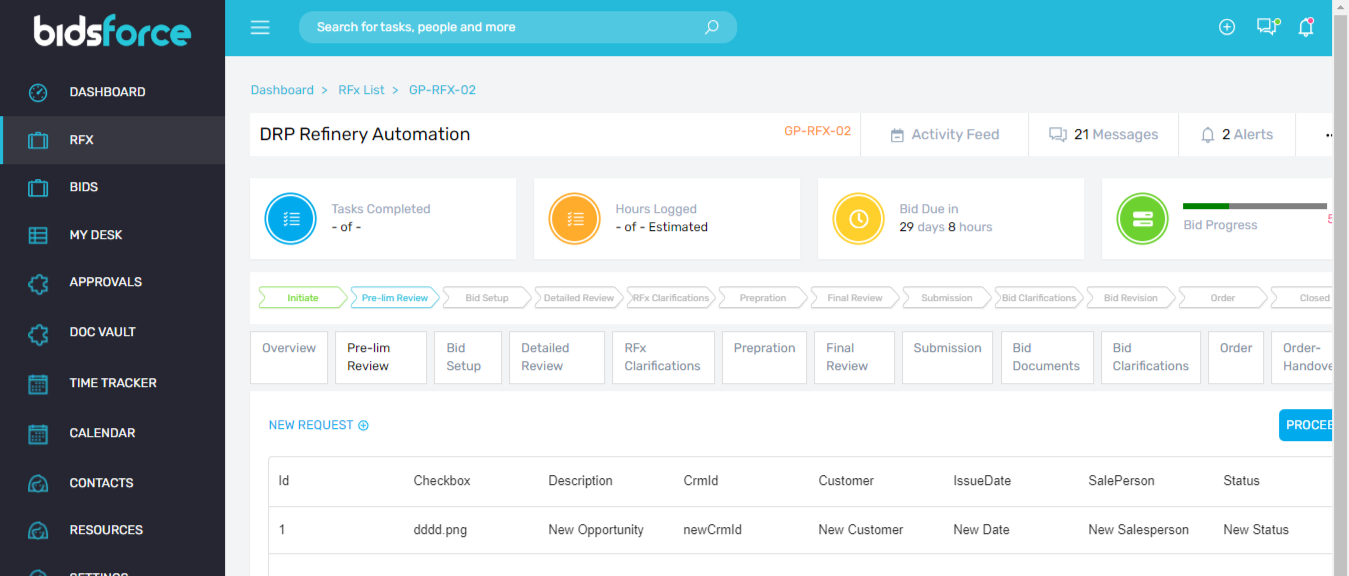 bidsforce
Search for tasks, people and more
DASHBOARD
RFX
BIDS
MY DESK
APPROVALS
DOC VAULT
TIME TRACKER
CALENDAR
CONTACTS
RESOURCES
SETTINGS
Dashboard > RFx List > GP-RFX-02
DRP Refinery Automation
GP-RFX-02
Activity Feed
21 Messages
2 Alerts
Tasks Completed
- of -
Hours Logged
- of - Estimated
Bid Due in
29 days 8 hours
Bid Progress
5
Initiate
Pre-lim Review
Bid Setup
Detailed Review
RFx Clarifications
Prepration
Final Review
Submission
Bid Clarifications
Bid Revision
Order
Closed
Overview
Pre-lim
Review
Bid
Setup
Detailed
Review
RFx
Clarifications
Prepration
Final
Review
Submission
Bid
Documents
Bid
Clarifications
Order
Order-
Handove
NEW REQUEST
PROCEE
Id Checkbox Description CrmId Customer IssueDate SalePerson Status
1 dddd.png New Opportunity newCrmId New Customer New Date New Salesperson New Status